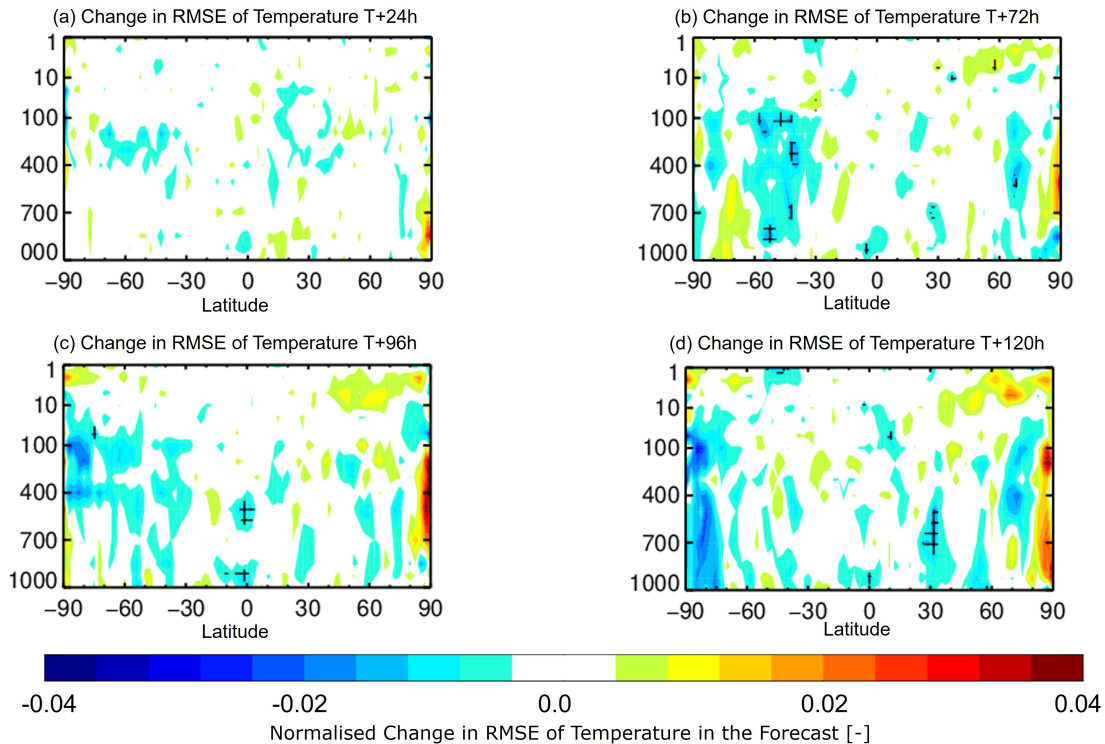 (a) Change in RMSE of Temperature T+24h
1
10
100
400
700
000
−90 −60 −30 0 30 60 90
Latitude
(b) Change in RMSE of Temperature T+72h
1
10
100
400
700
1000
−90 −60 −30 0 30 60 90
Latitude
(c) Change in RMSE of Temperature T+96h
1
10
100
400
700
1000
−90 −60 −30 0 30 60 90
Latitude
(d) Change in RMSE of Temperature T+120h
1
10
100
400
700
1000
−90 −60 −30 0 30 60 90
Latitude
-0.04 -0.02 0.0 0.02 0.04
Normalised Change in RMSE of Temperature in the Forecast [-]